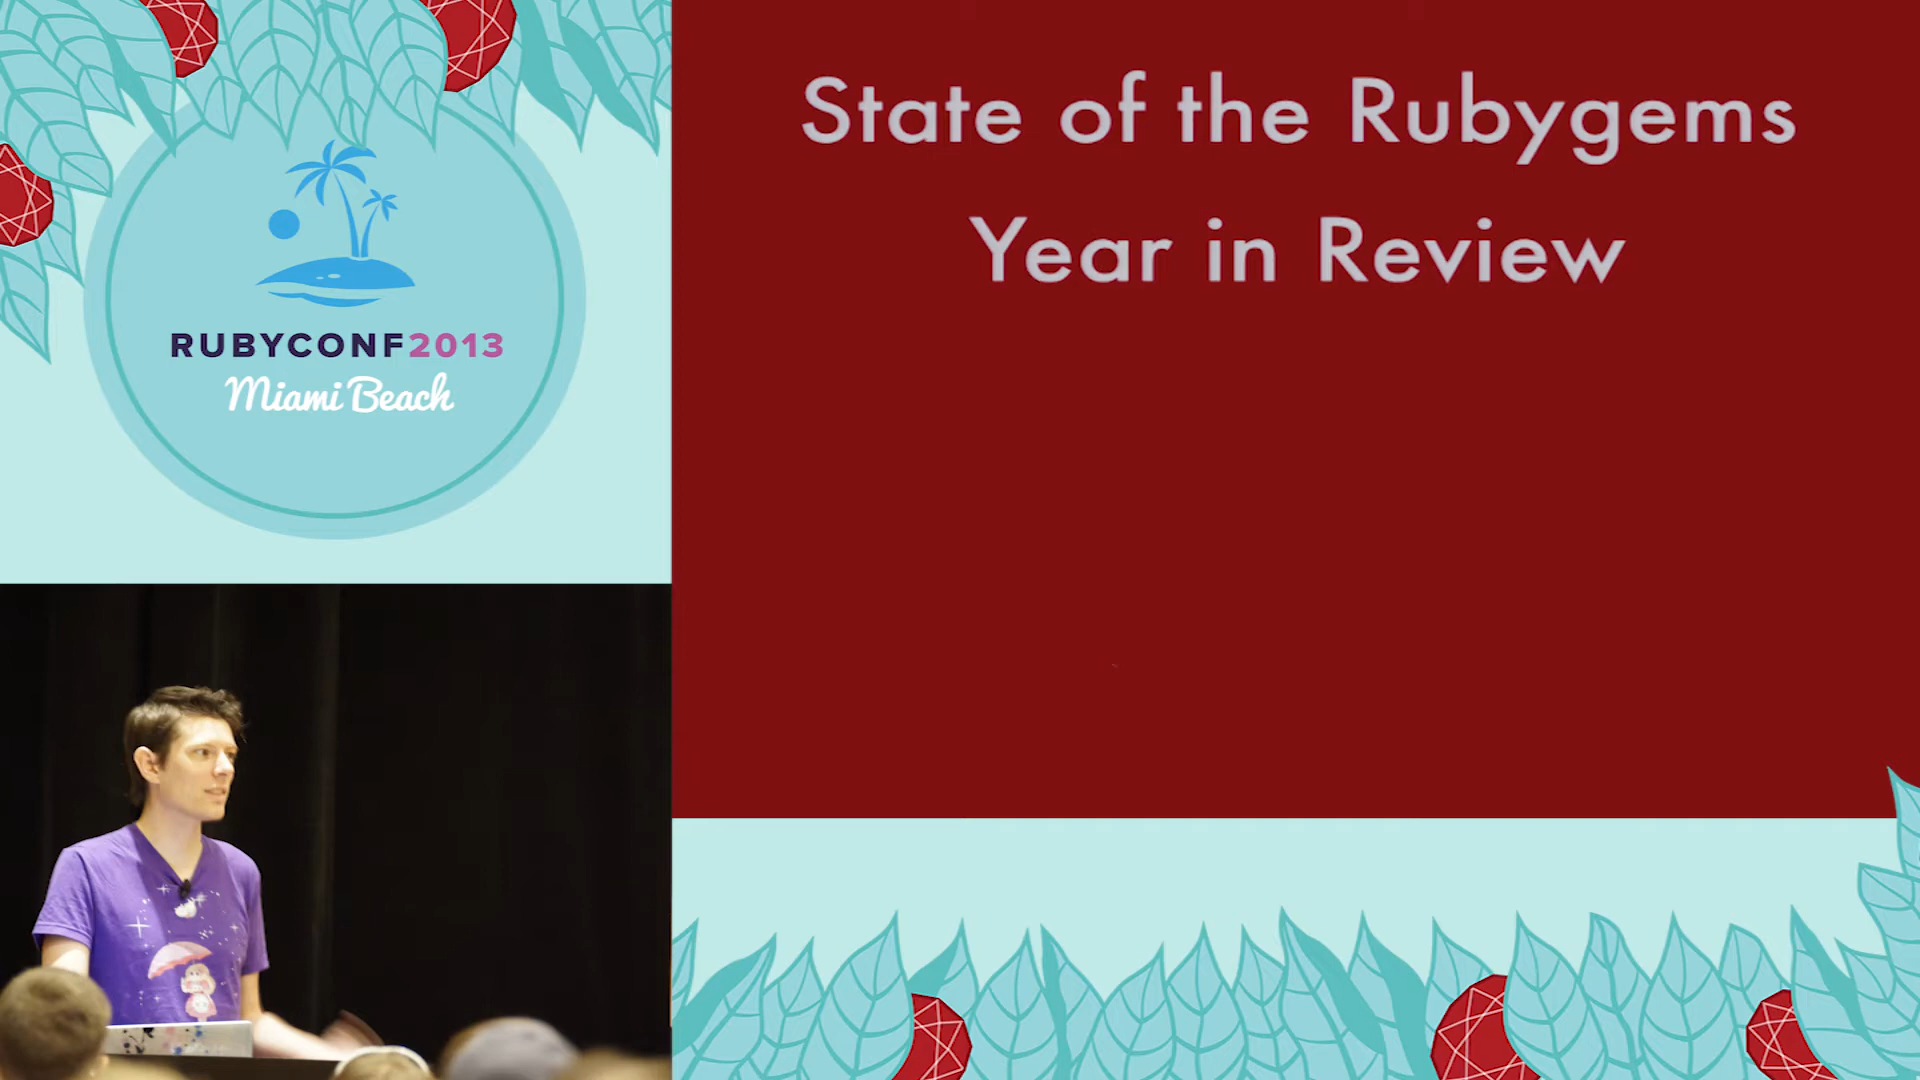 RUBYCONF2013
Miami Beach
State of the Rubygems
Year in Review